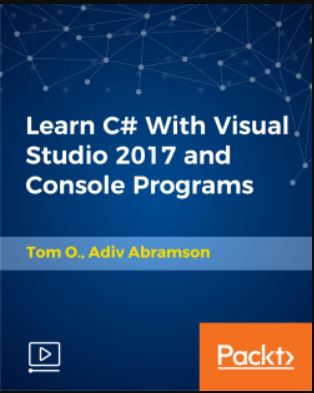 Learn C# With Visual
Studio 2017 and
Console Programs
Tom O., Adiv Abramson
Packt>